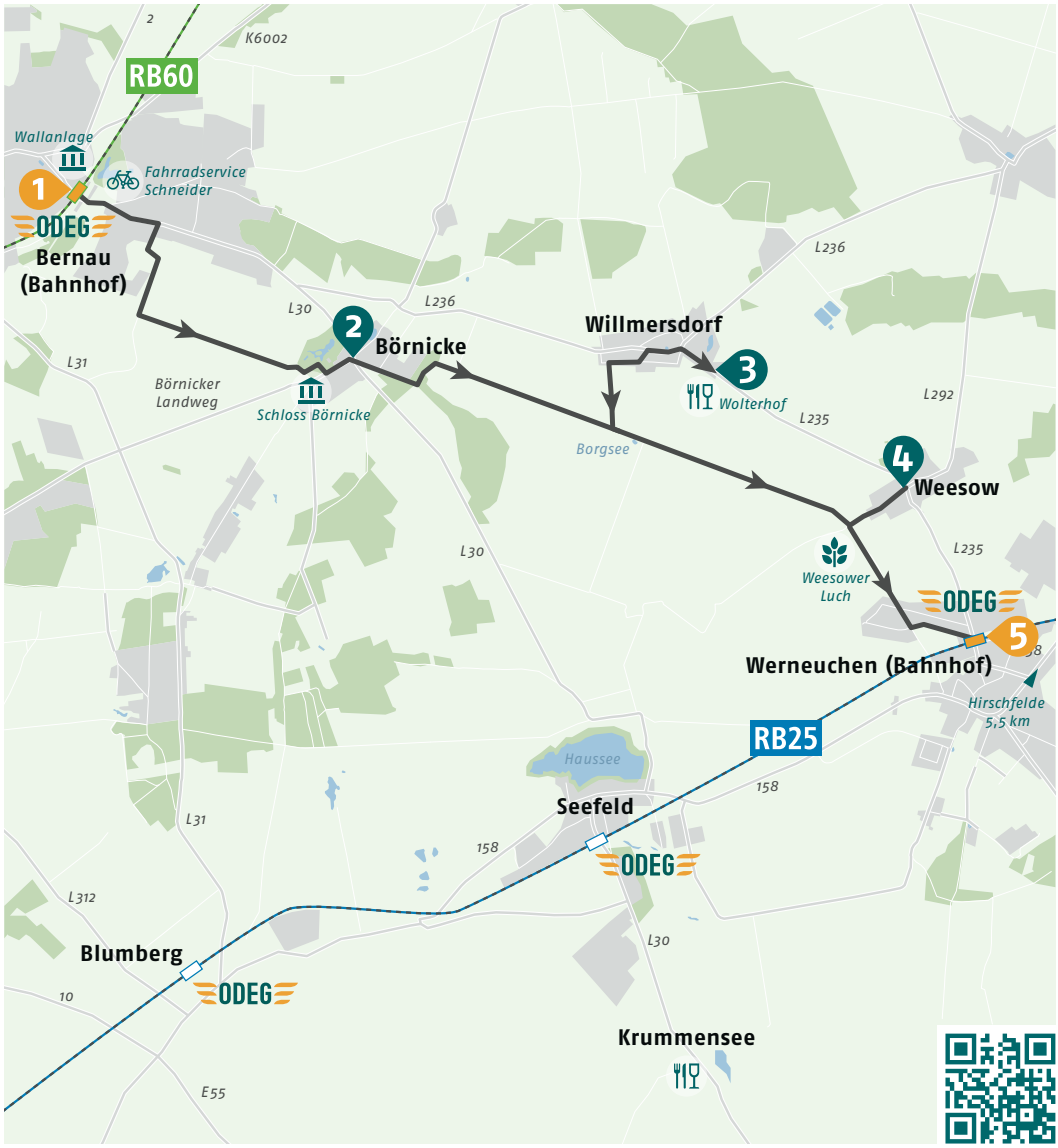 2
K6002
RB60
Wallanlage
Fahrradservice
Schneider
1
ODEG
Bernau
(Bahnhof)
L236
L30
L236
2
Willmersdorf
Börnicke
L31
3
Börnicker
Landweg
Schloss Börnicke
Wolterhof
L292
L235
Borgsee
4
Weesow
L30
L235
Weesower
Luch
ODEG
5
158
Werneuchen (Bahnhof)
Hirschfelde
5,5 km
RB25
Haussee
158
Seefeld
L31
158
ODEG
L312
L30
Blumberg
ODEG
10
Krummensee
E55